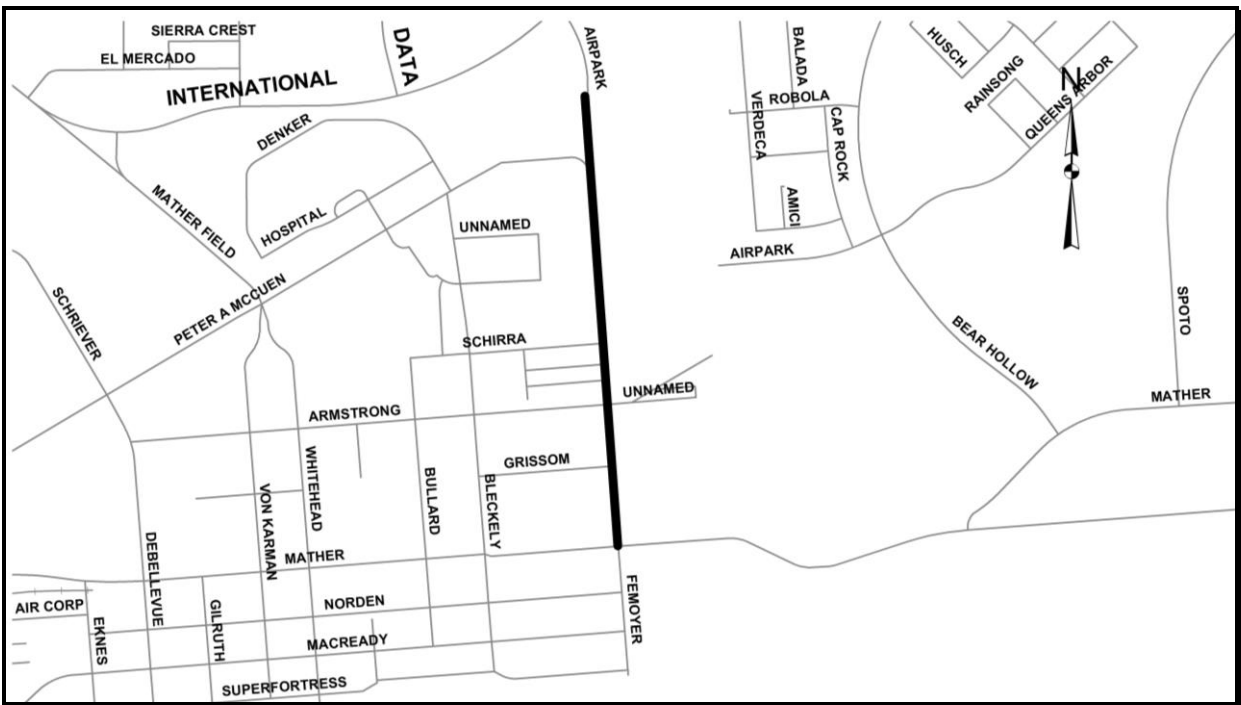 SIERRA CREST
EL MERCADO
INTERNATIONAL
DATA
AIRPARK
BALADA
HUSCH
RAINSONG
N
QUEENS ARBOR
ROBOLA
VERDECA
CAP ROCK
DENKER
MATHER FIELD
HOSPITAL
UNNAMED
AMICI
AIRPARK
SCHRIEVER
PETER A MCCUEN
SCHIRRA
BEAR HOLLOW
SPOTO
UNNAMED
MATHER
ARMSTRONG
WHITEHEAD
GRISSOM
BULLARD
BLECKELY
VON KARMAN
DEBELLEVUE
MATHER
AIR CORP
EKNES
GILRUTH
NORDEN
FEMOYER
MACREADY
SUPERFORTRESS